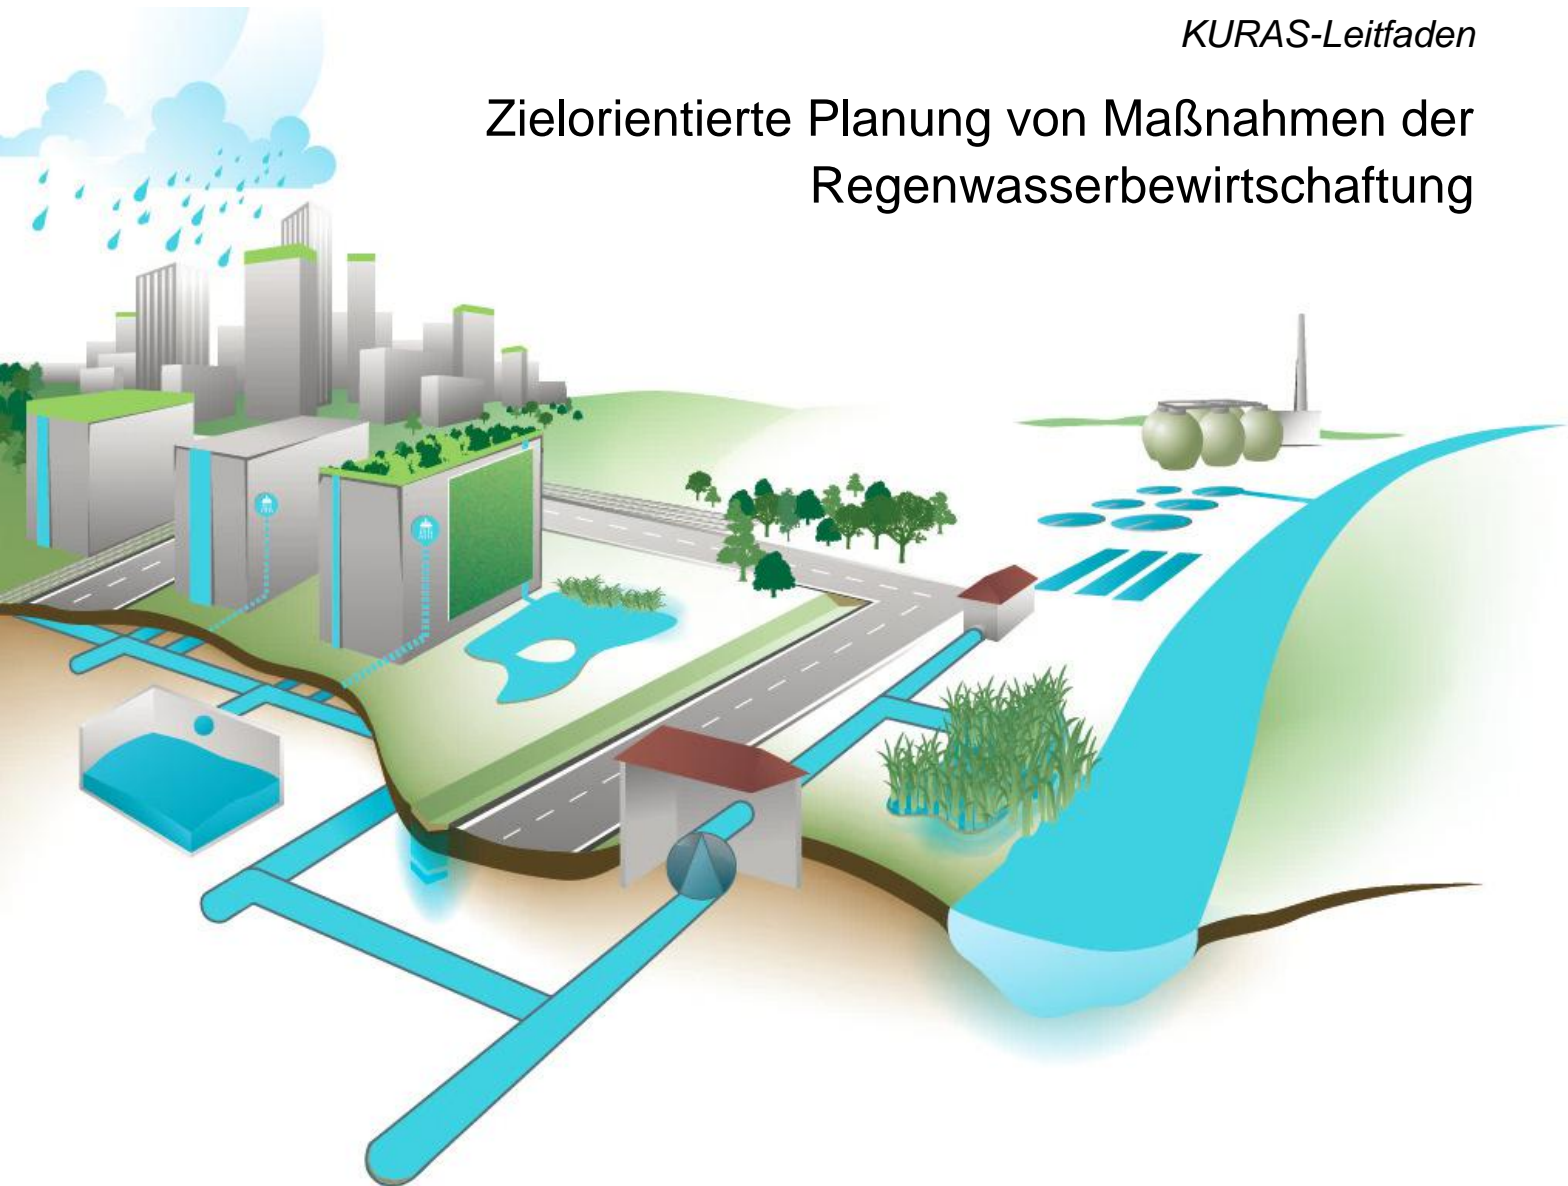 KURAS-Leitfaden
Zielorientierte Planung von Maßnahmen der
Regenwasserbewirtschaftung